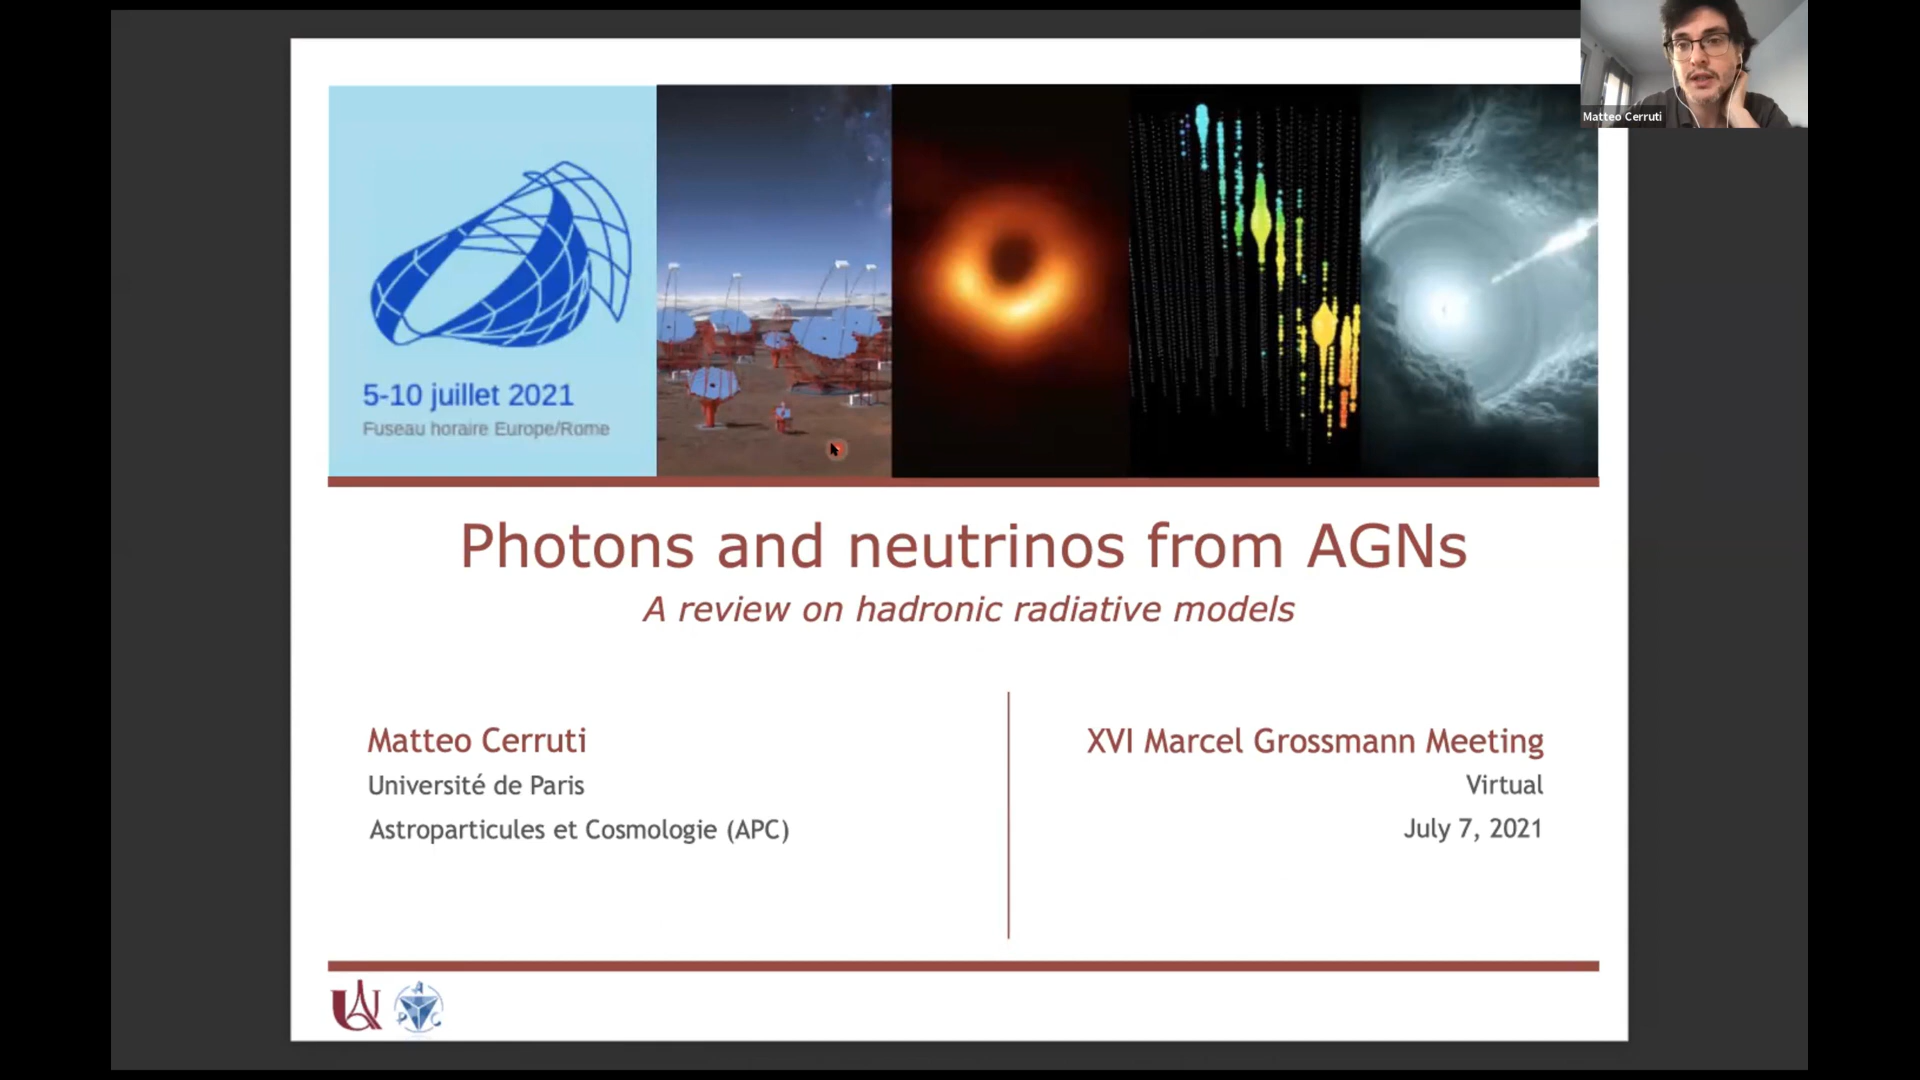 Matteo Cerruti
5-10 juillet 2021
Fuseau horaire Europe/Rome
Photons and neutrinos from AGNs
A review on hadronic radiative models
Matteo Cerruti
Université de Paris
Astroparticules et Cosmologie (APC)
XVI Marcel Grossmann Meeting
Virtual
July 7, 2021
A
P C